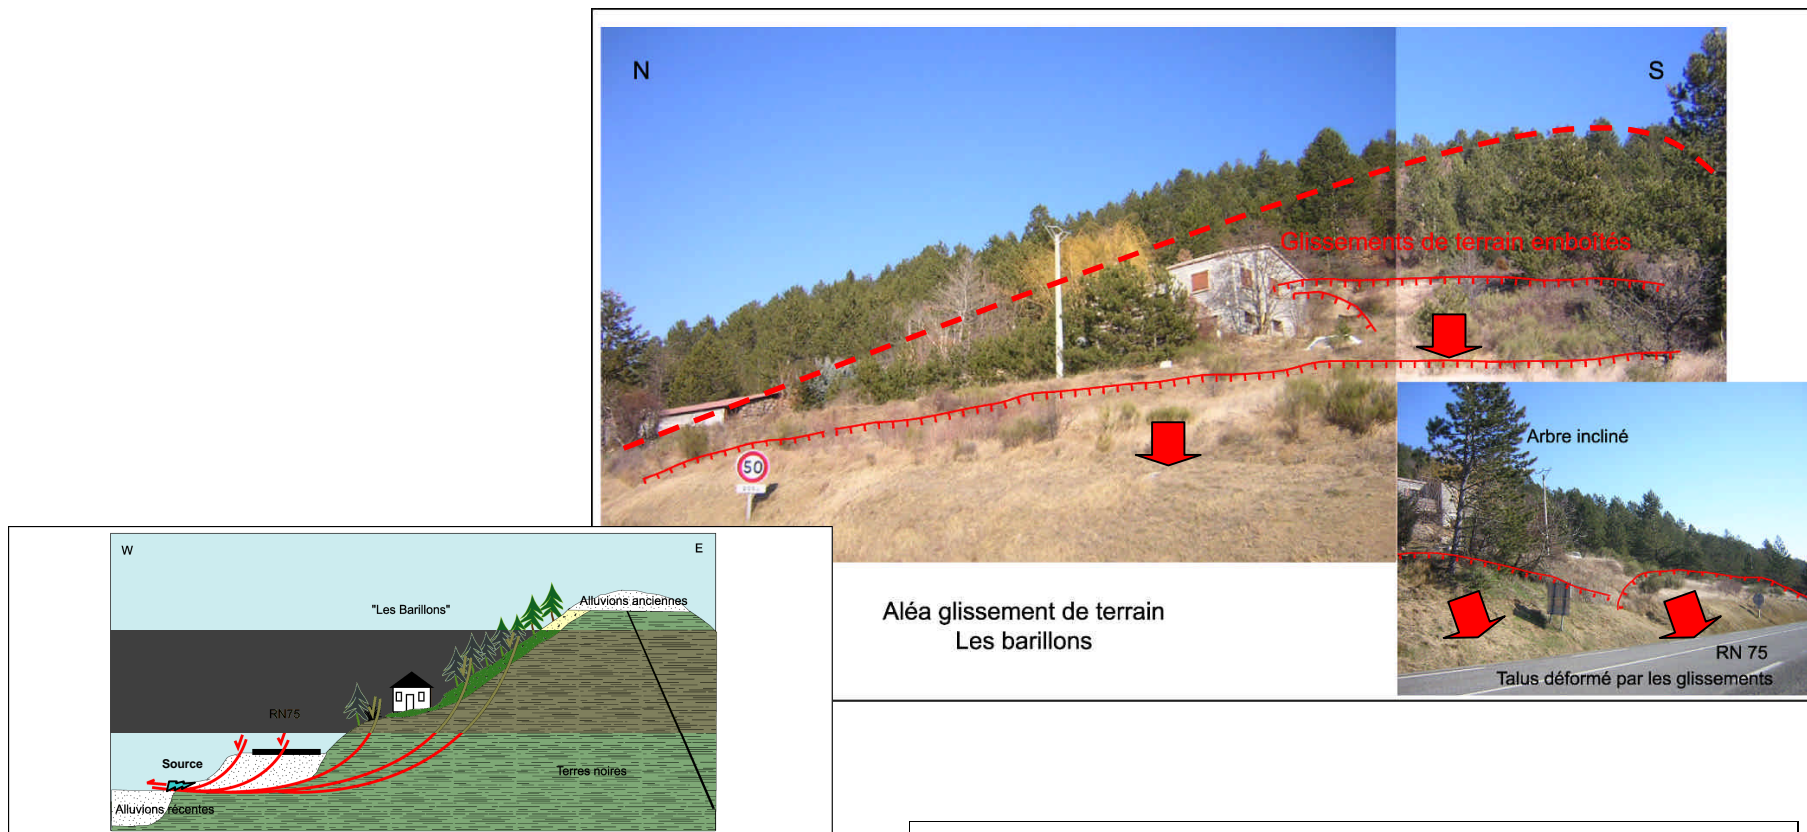 N
S
Glissements de terrain emboîtés
50
Arbre incliné
RN 75
Talus déformé par les glissements
Aléa glissement de terrain
Les barillons
W
E
"Les Barillons"
Alluvions anciennes
RN75
Source
Terres noires
Alluvions récentes